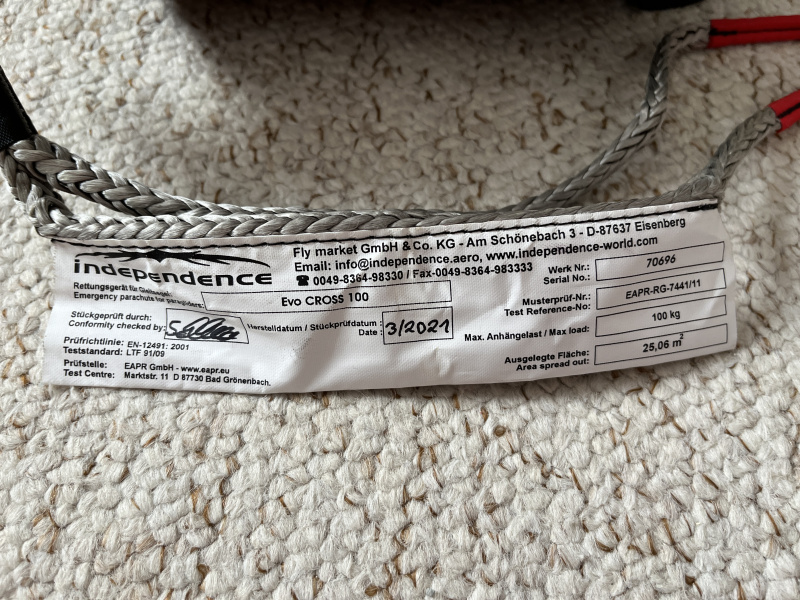 independence
Fly market GmbH & Co. KG - Am Schönebach 3 - D-87637 Eisenberg
Email: info@independence.aero, www.independence-world.com
☎ 0049-8364-98330 / Fax-0049-8364-983333
Rettungsgerät für Gleitsegel:
Emergency parachute for paragliders:
Evo CROSS 100
Stückgeprüft durch:
Conformity checked by:
Herstelldatum / Stückprüfdatum :
Date :
3/2021
Prüfrichtlinie: EN-12491: 2001
Teststandard: LTF 91/09
Prüfstelle: EAPR GmbH - www.eapr.eu
Test Centre: Marktstr. 11 D 87730 Bad Grönenbach.
Werk Nr.:
Serial No.:
70696
Musterprüf-Nr.:
Test Reference-No:
EAPR-RG-7441/11
Max. Anhängelast / Max load:
100 kg
Ausgelegte Fläche:
Area spread out:
25,06 m²